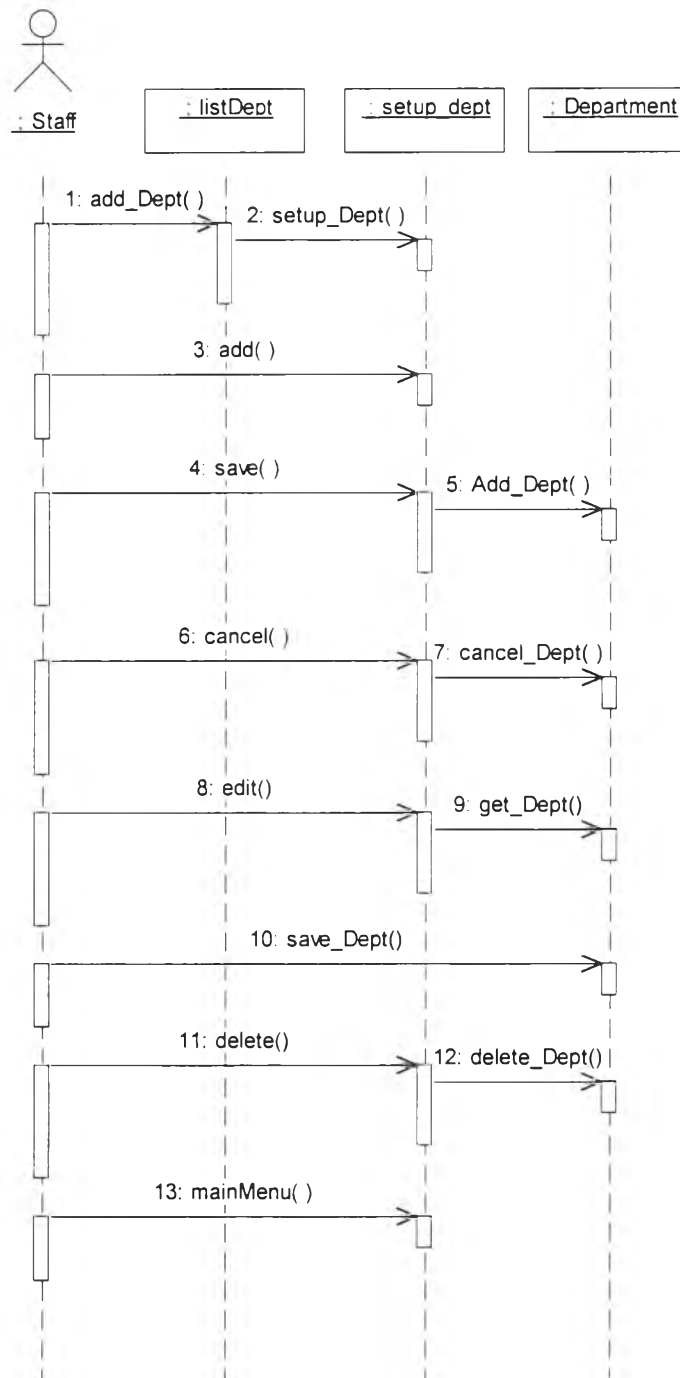 : Staff
: listDept
: setup_dept
: Department
1: add_Dept( )
2: setup_Dept( )
3: add( )
4: save( )
5: Add_Dept( )
6: cancel( )
7: cancel_Dept( )
8: edit()
9: get_Dept()
10: save_Dept()
11: delete()
12: delete_Dept()
13: mainMenu( )